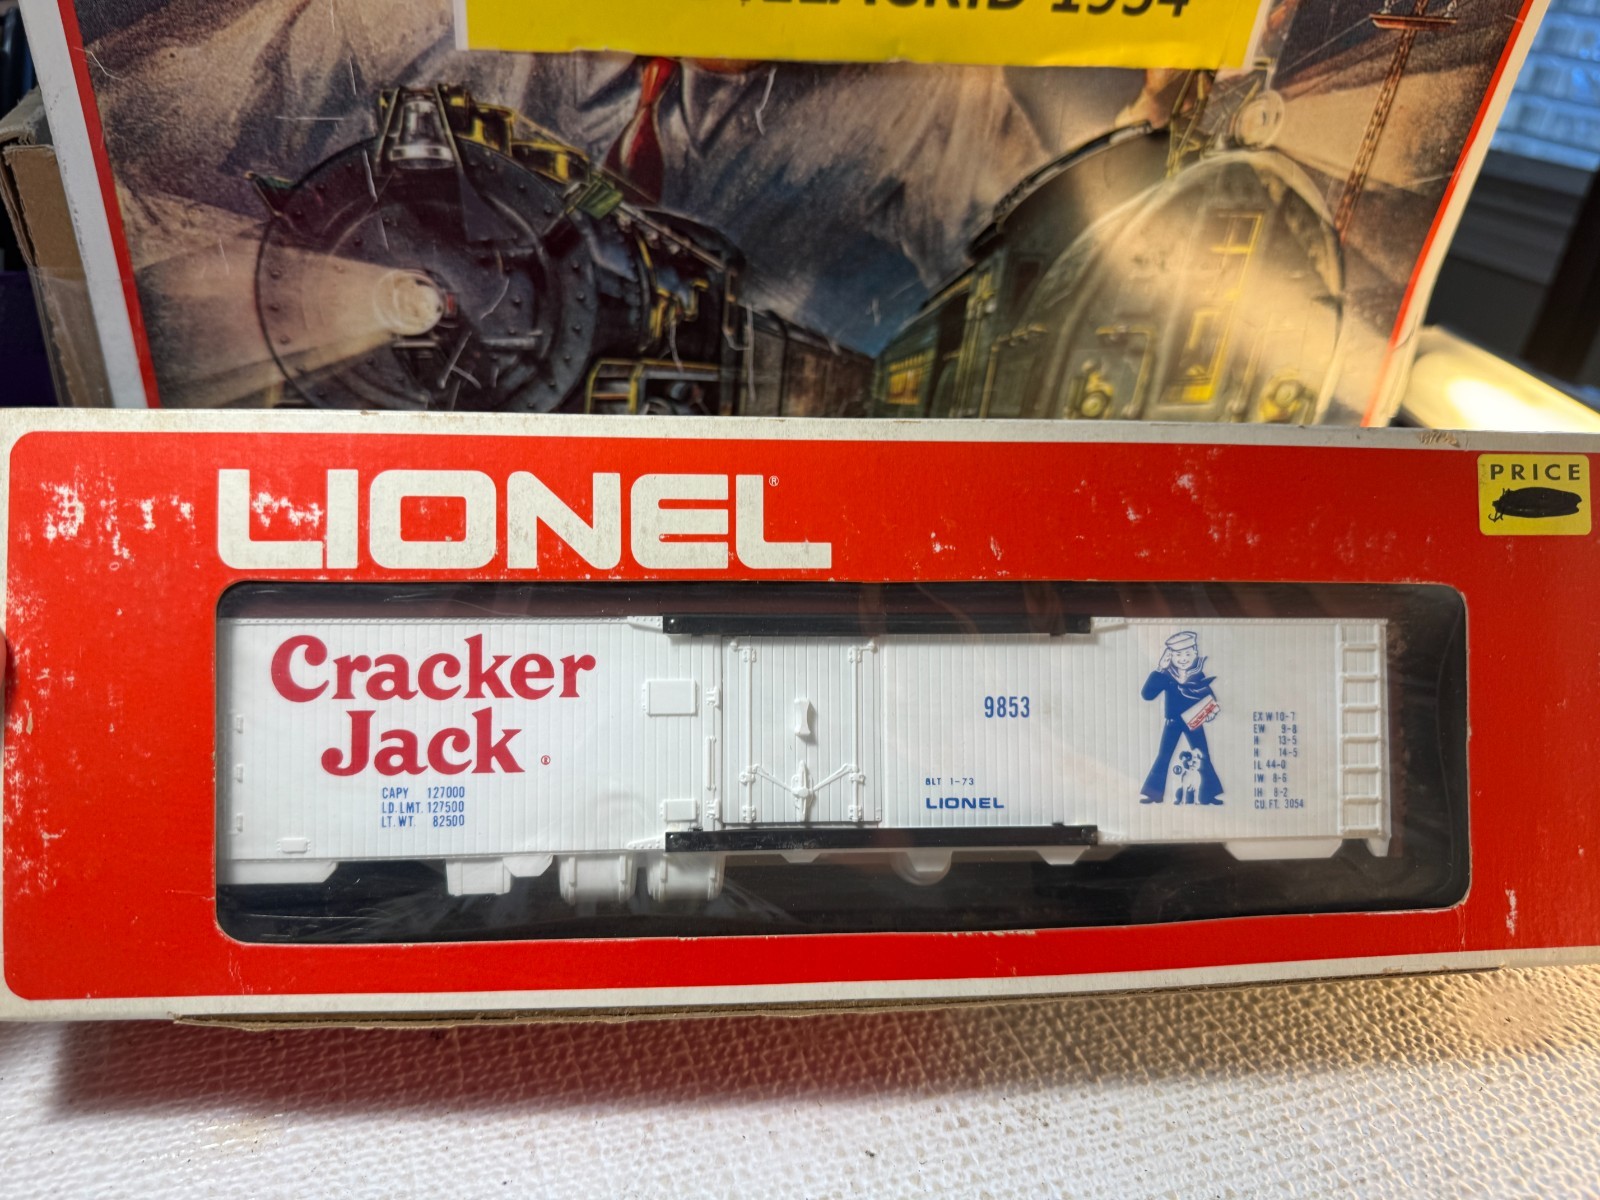 1934
LIONEL®
PRICE
Cracker
Jack ®
CAPY 127000
LD. LMT. 127500
LT. WT. 82500
9853
BLT 1-73
LIONEL
EX W 10-7
EW 9-8
H 13-5
H 14-5
IL 44-0
IW 8-6
IH 8-2
CU. FT. 3054